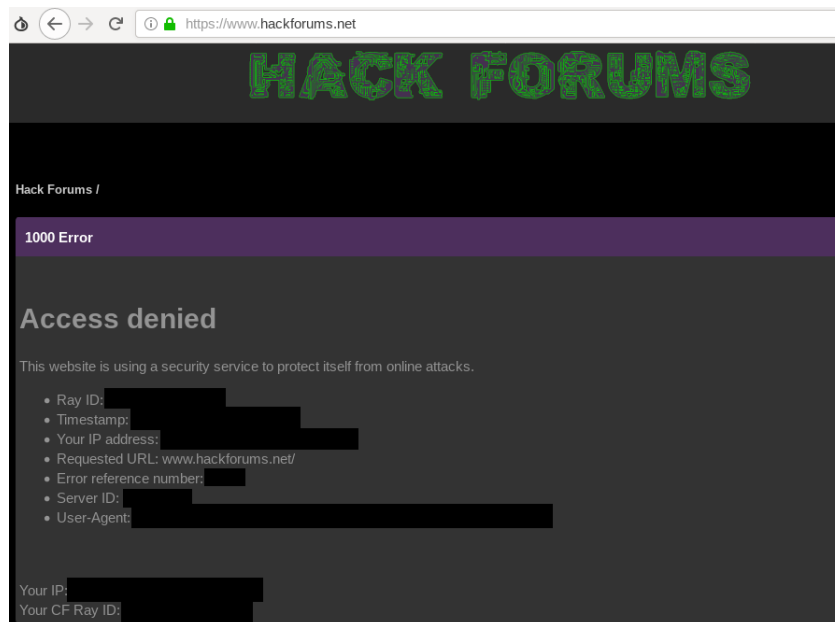 https://www.hackforums.net
HACK FORUMS
Hack Forums /
1000 Error
Access denied
This website is using a security service to protect itself from online attacks.
• Ray ID:
• Timestamp:
• Your IP address:
• Requested URL: www.hackforums.net/
• Error reference number:
• Server ID:
• User-Agent:
Your IP:
Your CF Ray ID: